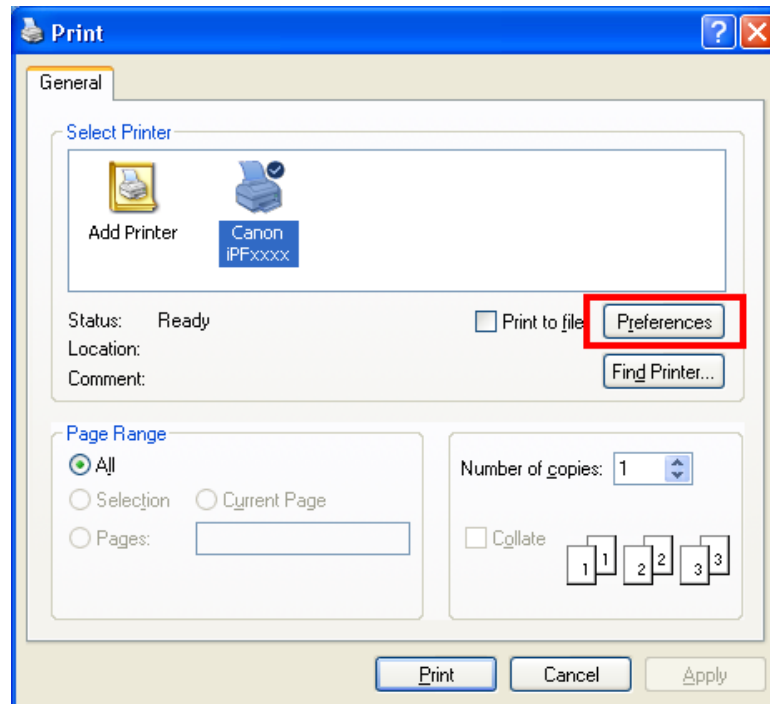 Print
General
Select Printer
Add Printer
Canon
iPFxxxx
Status: Ready
Print to file
Preferences
Location:
Comment:
Find Printer...
Page Range
All
Selection
Current Page
Pages:
Number of copies: 1
Collate
1 1 2 2 3 3
Print
Cancel
Apply